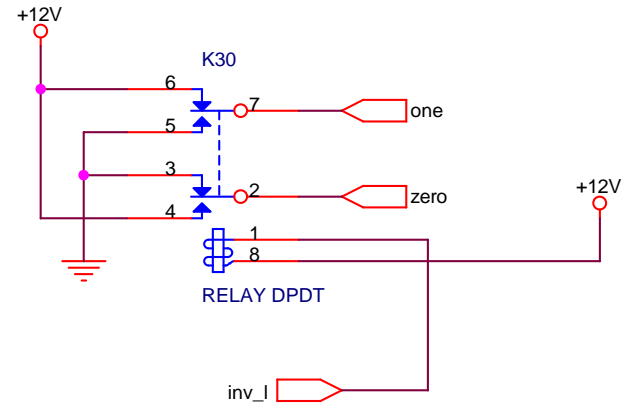 +12V
K30
6
7
5
one
3
2
4
zero
+12V
1
8
RELAY DPDT
inv_l